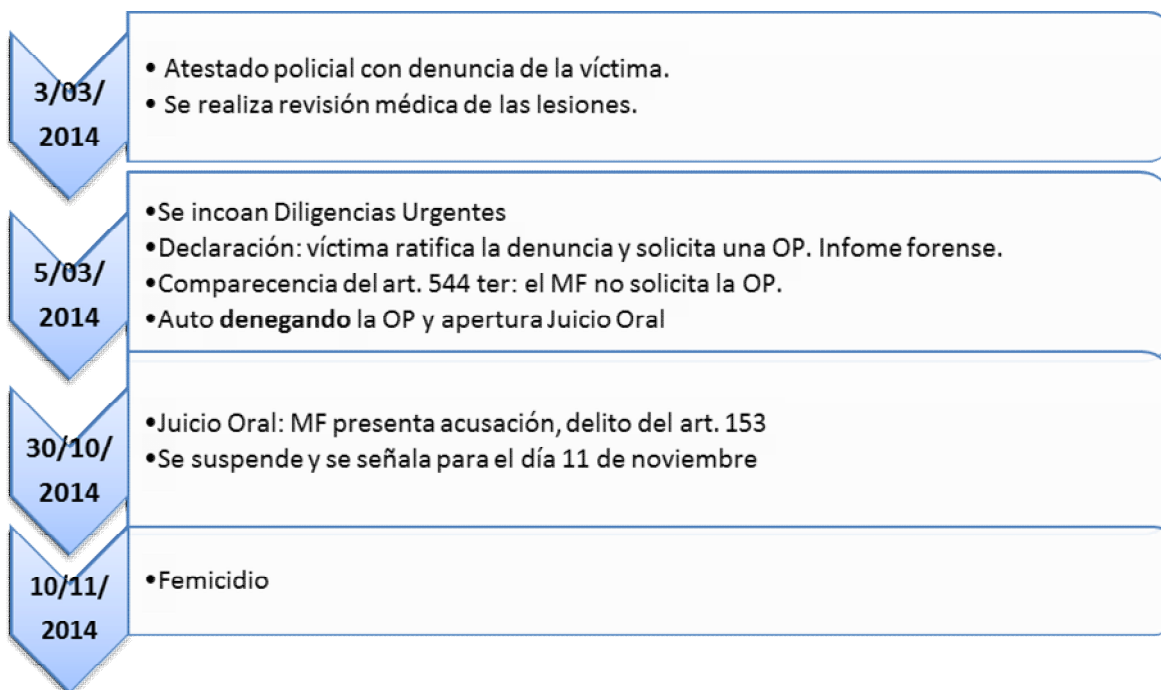 3/03/
2014
• Atestado policial con denuncia de la víctima.
• Se realiza revisión médica de las lesiones.
5/03/
2014
•Se incoan Diligencias Urgentes
•Declaración: víctima ratifica la denuncia y solicita una OP. Infome forense.
•Comparecencia del art. 544 ter: el MF no solicita la OP.
•Auto denegando la OP y apertura Juicio Oral
30/10/
2014
•Juicio Oral: MF presenta acusación, delito del art. 153
•Se suspende y se señala para el día 11 de noviembre
10/11/
2014
•Femicidio